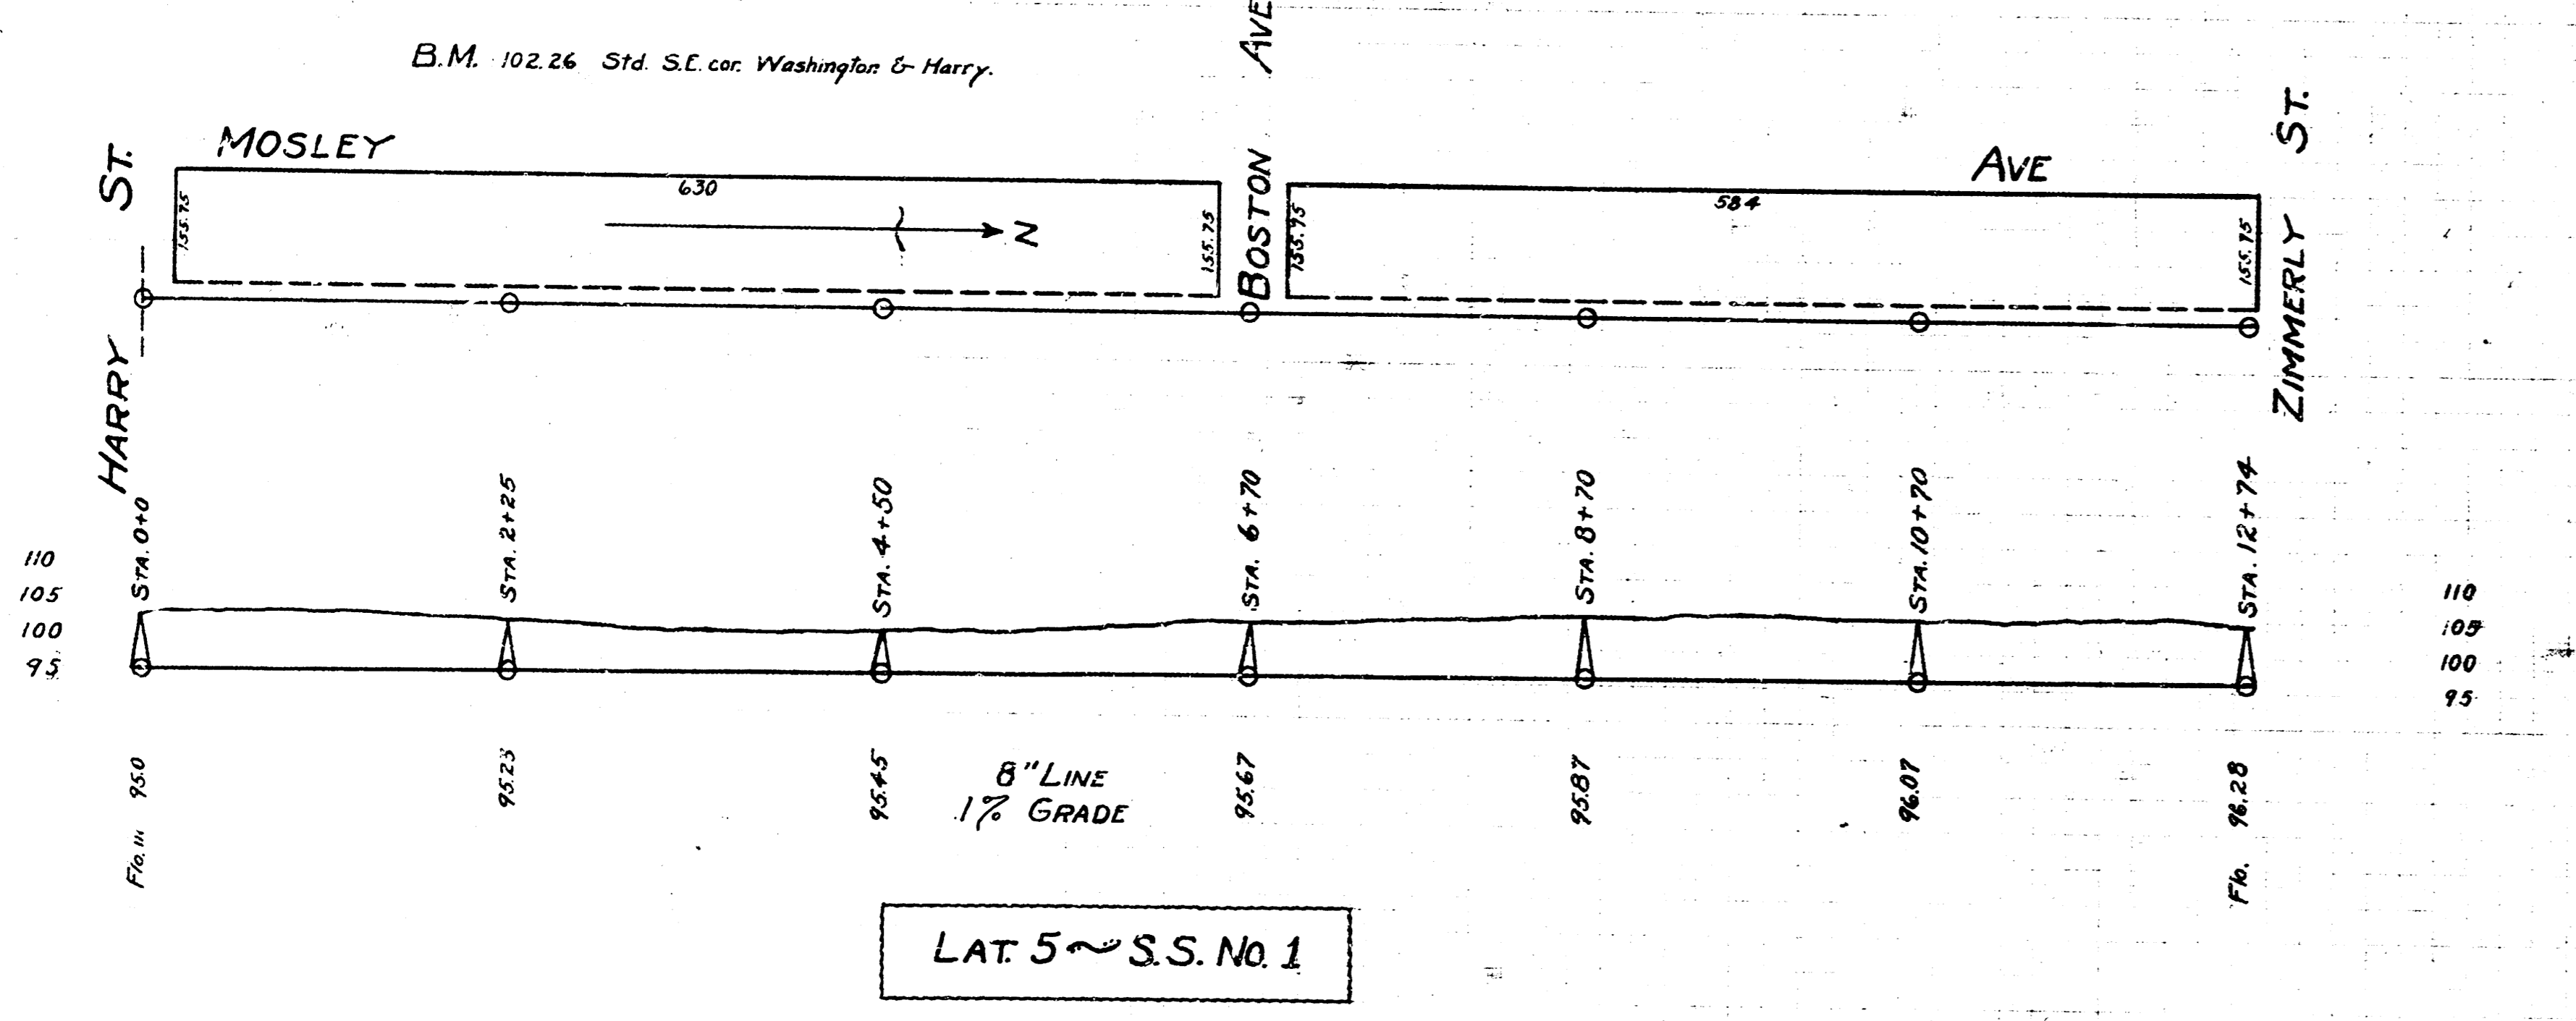 B.M. 102.26 Std. S.E. cor. Washington & Harry.
BOSTON AVE
HARRY ST.
MOSLEY AVE
ZIMMERLY ST.
630
584
155.75
155.75
155.75
155.75
N
STA. 0+0
STA. 2+25
STA. 4+50
STA. 6+70
STA. 8+70
STA. 10+70
STA. 12+74
110
105
100
95
110
105
100
95
Flo. 95.0
95.23
95.45
95.67
95.87
96.07
Flo. 96.28
8" LINE
.1% GRADE
LAT. 5 ~ S.S. No. 1